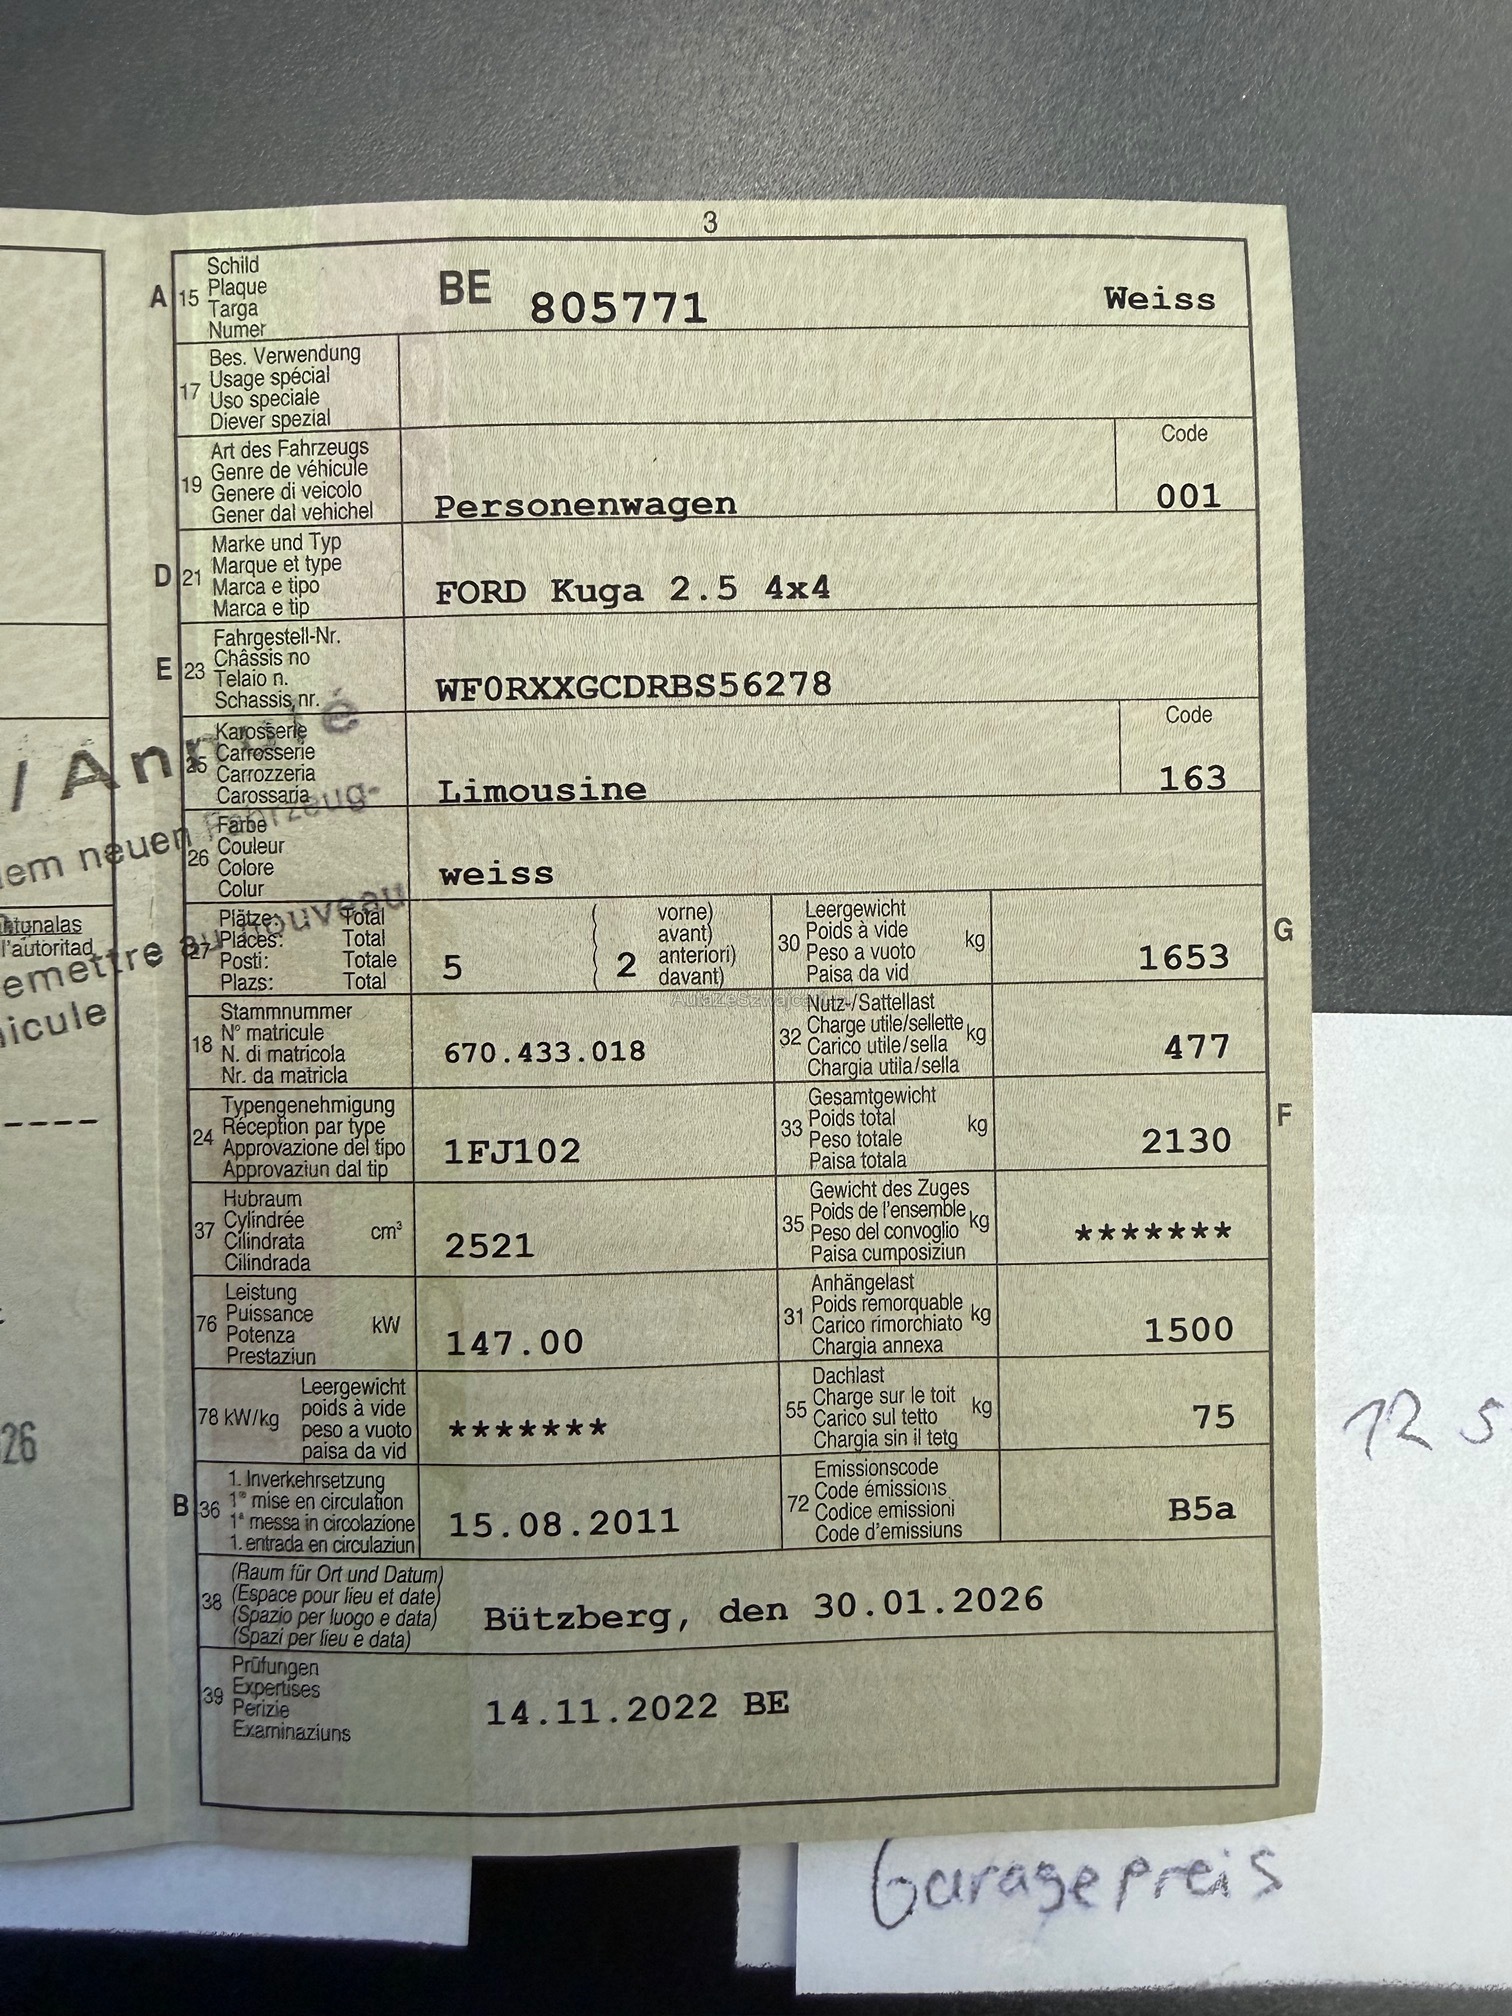 3
A 15 Schild
Plaque
Targa
Numer
BE 805771 Weiss
17 Bes. Verwendung
Usage spécial
Uso speciale
Diever spezial
19 Art des Fahrzeugs
Genre de véhicule
Genere di veicolo
Gener dal vehichel
Personenwagen
Code
001
D 21 Marke und Typ
Marque et type
Marca e tipo
Marca e tip
FORD Kuga 2.5 4x4
E 23 Fahrgestell-Nr.
Châssis no
Telaio n.
Schassis nr.
WF0RXXGCDRBS56278
25 Karosserie
Carrosserie
Carrozzeria
Carossaria
Limousine
Code
163
/ Annulé
26 Farbe
Couleur
Colore
Colur
weiss
neuen Fahrzeug-
27 Plätze: Total
Places: Total
Posti: Totale
Plazs: Total
5
( vorne)
( avant)
( 2 anteriori)
( davant)
au nouveau
l'autoritad
30 Leergewicht
Poids à vide
Peso a vuoto
Paisa da vid
kg
1653
G
18 Stammnummer
N° matricule
N. di matricola
Nr. da matricla
670.433.018
32 Nutz-/Sattellast
Charge utile/sellette
Carico utile/sella
Chargia utila/sella
kg
477
24 Typengenehmigung
Réception par type
Approvazione del tipo
Approvaziun dal tip
1FJ102
33 Gesamtgewicht
Poids total
Peso totale
Paisa totala
kg
2130
F
----
37 Hubraum
Cylindrée
Cilindrata
Cilindrada
cm³
2521
35 Gewicht des Zuges
Poids de l'ensemble
Peso del convoglio
Paisa cumposiziun
kg
*******
76 Leistung
Puissance
Potenza
Prestaziun
kW
147.00
31 Anhängelast
Poids remorquable
Carico rimorchiato
Chargia annexa
kg
1500
78 kW/kg Leergewicht
poids à vide
peso a vuoto
paisa da vid
*******
55 Dachlast
Charge sur le toit
Carico sul tetto
Chargia sin il tetg
kg
75
26
12
B 36 1. Inverkehrsetzung
1re mise en circulation
1a messa in circolazione
1. entrada en circulaziun
15.08.2011
72 Emissionscode
Code émissions
Codice emissioni
Code d'emissiuns
B5a
38 (Raum für Ort und Datum)
(Espace pour lieu et date)
(Spazio per luogo e data)
(Spazi per lieu e data)
Bützberg, den 30.01.2026
39 Prüfungen
Expertises
Perizie
Examinaziuns
14.11.2022 BE
Garagepreis